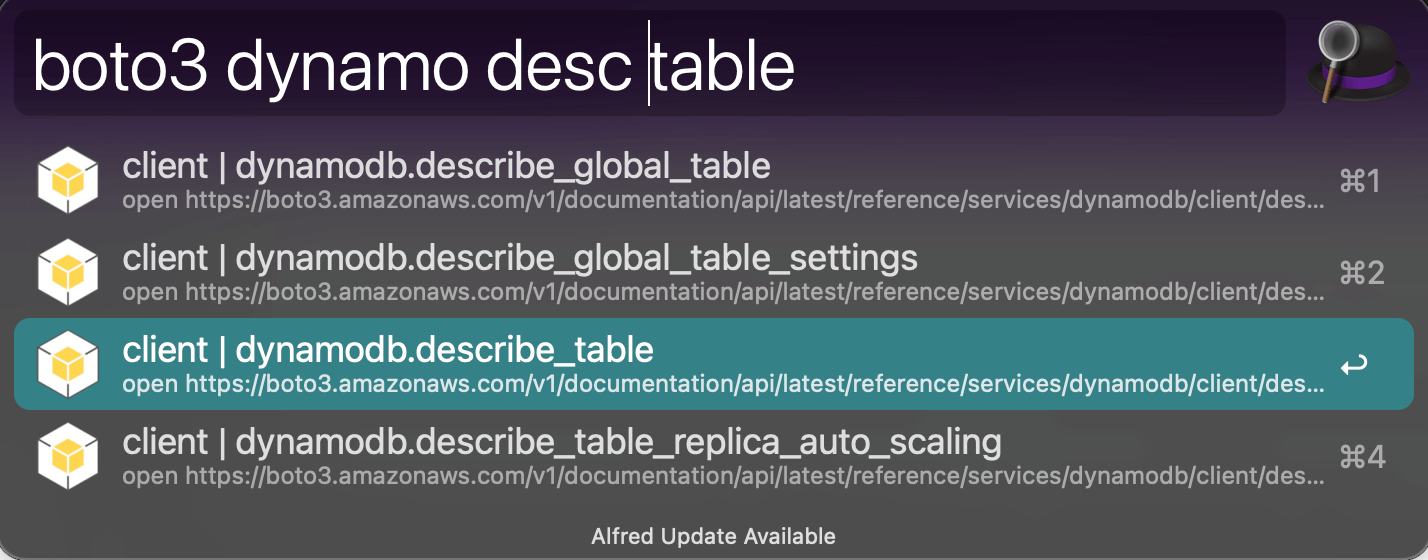 boto3 dynamo desc table
client | dynamodb.describe_global_table
open https://boto3.amazonaws.com/v1/documentation/api/latest/reference/services/dynamodb/client/des...
⌘1
client | dynamodb.describe_global_table_settings
open https://boto3.amazonaws.com/v1/documentation/api/latest/reference/services/dynamodb/client/des...
⌘2
client | dynamodb.describe_table
open https://boto3.amazonaws.com/v1/documentation/api/latest/reference/services/dynamodb/client/des...
↩
client | dynamodb.describe_table_replica_auto_scaling
open https://boto3.amazonaws.com/v1/documentation/api/latest/reference/services/dynamodb/client/des...
⌘4
Alfred Update Available